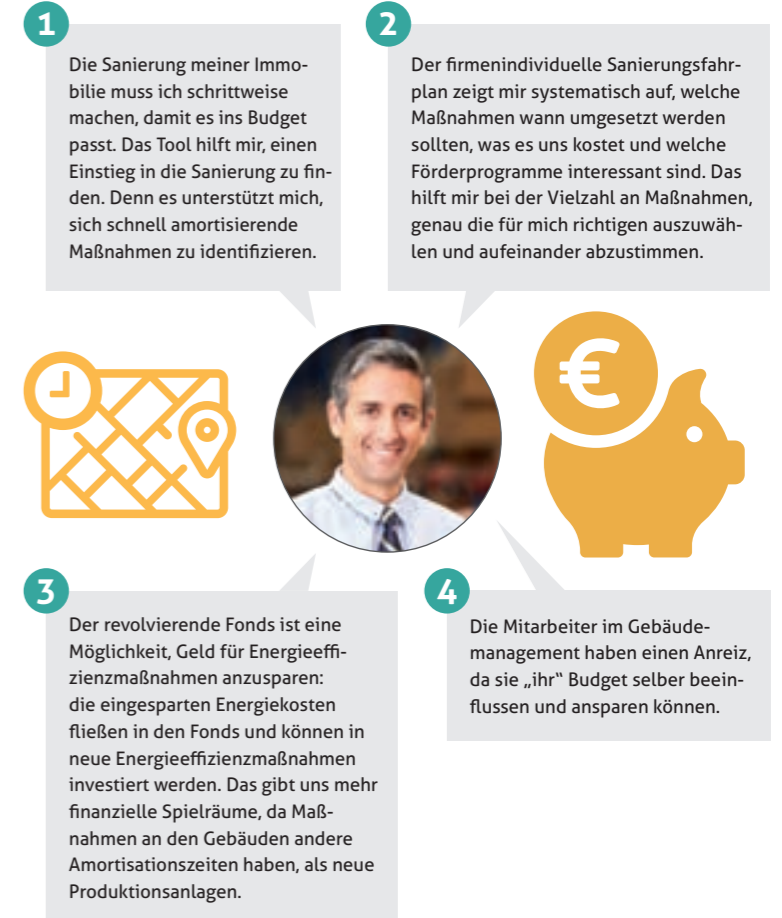 1
Die Sanierung meiner Immo-
bilie muss ich schrittweise
machen, damit es ins Budget
passt. Das Tool hilft mir, einen
Einstieg in die Sanierung zu fin-
den. Denn es unterstützt mich,
sich schnell amortisierende
Maßnahmen zu identifizieren.
2
Der firmenindividuelle Sanierungsfahr-
plan zeigt mir systematisch auf, welche
Maßnahmen wann umgesetzt werden
sollten, was es uns kostet und welche
Förderprogramme interessant sind. Das
hilft mir bei der Vielzahl an Maßnahmen,
genau die für mich richtigen auszuwäh-
len und aufeinander abzustimmen.
€
3
Der revolvierende Fonds ist eine
Möglichkeit, Geld für Energieeffi-
zienzmaßnahmen anzusparen:
die eingesparten Energiekosten
fließen in den Fonds und können in
neue Energieeffizienzmaßnahmen
investiert werden. Das gibt uns mehr
finanzielle Spielräume, da Maß-
nahmen an den Gebäuden andere
Amortisationszeiten haben, als neue
Produktionsanlagen.
4
Die Mitarbeiter im Gebäude-
management haben einen Anreiz,
da sie „ihr“ Budget selber beein-
flussen und ansparen können.